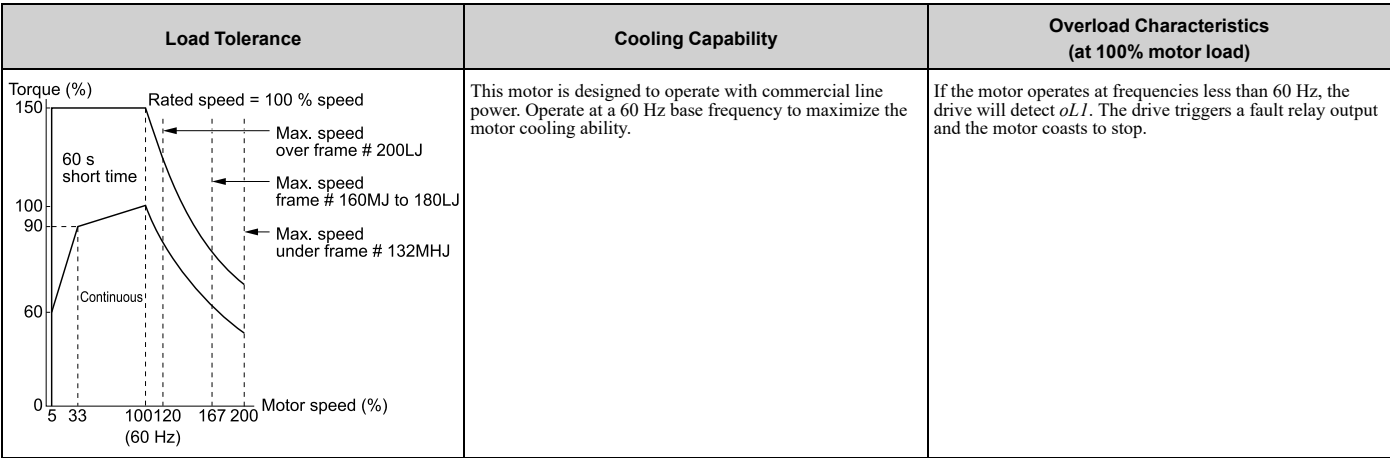 Load Tolerance
Cooling Capability
Overload Characteristics
(at 100% motor load)
Torque (%)
150
Rated speed = 100 % speed
Max. speed
over frame # 200LJ
60 s
short time
Max. speed
frame # 160MJ to 180LJ
100
90
Max. speed
under frame # 132MHJ
Continuous
60
0
5 33 100 120 167 200
Motor speed (%)
(60 Hz)
This motor is designed to operate with commercial line
power. Operate at a 60 Hz base frequency to maximize the
motor cooling ability.
If the motor operates at frequencies less than 60 Hz, the
drive will detect oL1. The drive triggers a fault relay output
and the motor coasts to stop.